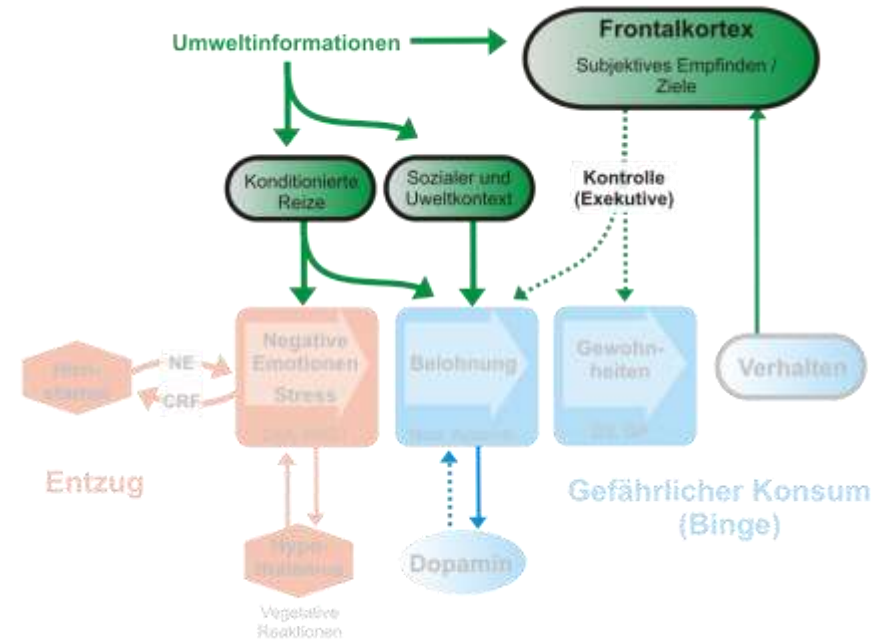 Umweltinformationen
Frontalkortex
Subjektives Empfinden /
Ziele
Konditionierte
Reize
Sozialer und
Uweltkontext
Kontrolle
(Exekutive)
Negative
Emotionen
Stress
Belohnung
Gewohn-
heiten
Verhalten
NE
CRF
Entzug
Gefährlicher Konsum
(Binge)
Dopamin
Vegetative
Reaktionen